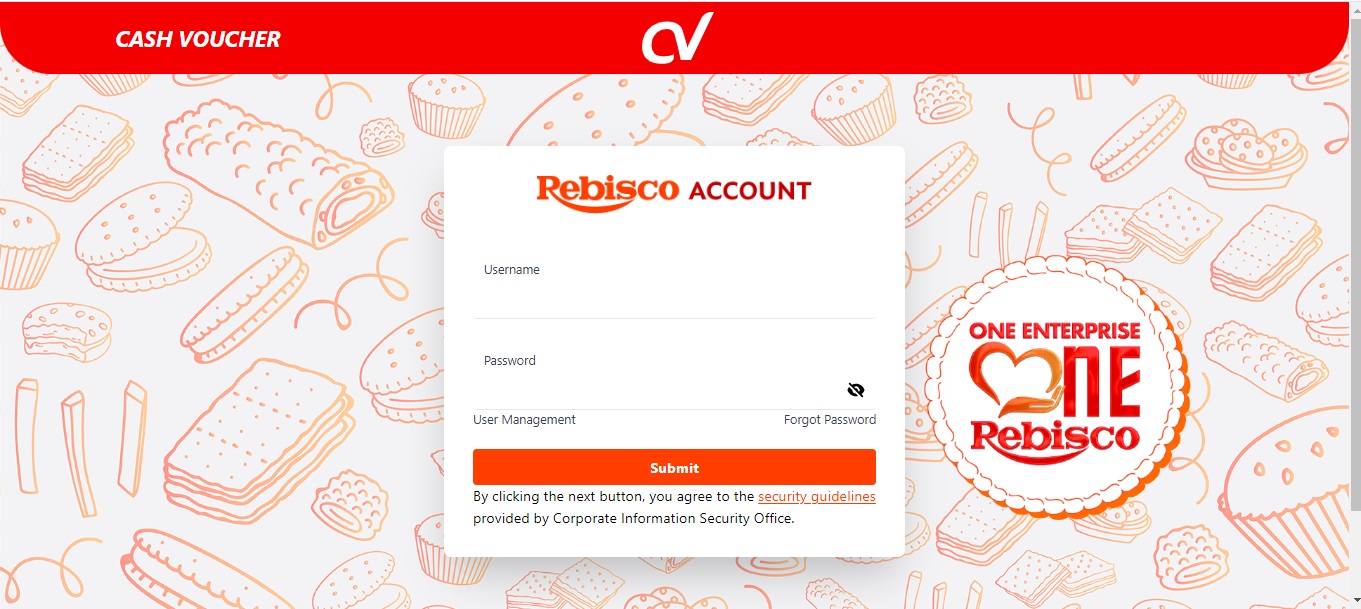 CASH VOUCHER
CV
Rebisco ACCOUNT
Username
Password
User Management
Forgot Password
Submit
By clicking the next button, you agree to the security guidelines
provided by Corporate Information Security Office.
ONE ENTERPRISE
ONE
Rebisco